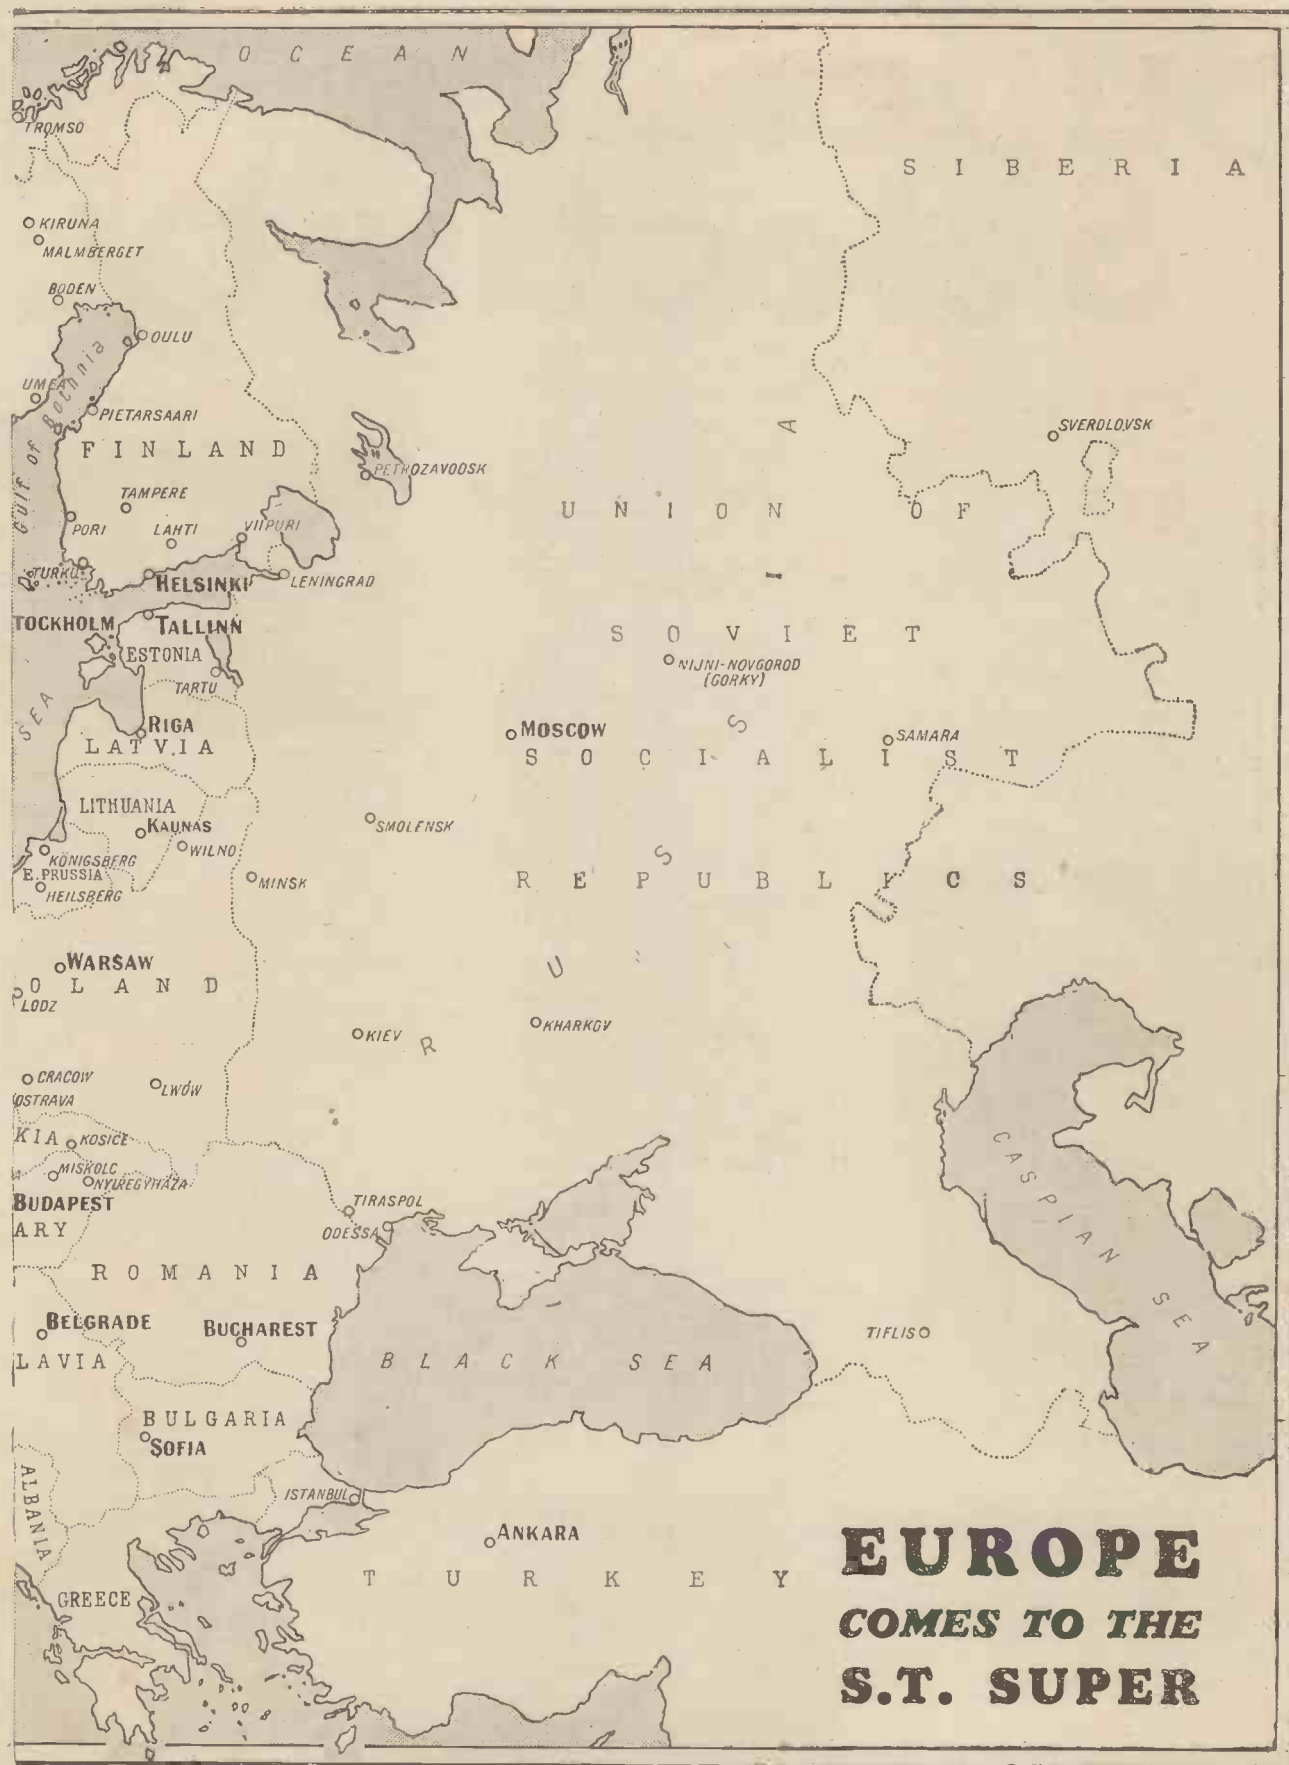 OCEAN
TROMSO
SIBERIA
KIRUNA
MALMBERGET
BODEN
OULU
UMEA
Gulf of Bothnia
PIETARSAARI
FINLAND
SVERDLOVSK
PETROZAVODSK
TAMPERE
PORI
LAHTI
VIIPURI
UNION OF
TURKU
HELSINKI
LENINGRAD
TOCKHOLM
TALLINN
SOVIET
ESTONIA
NIJNI-NOVGOROD
(GORKY)
TARTU
SEA
RIGA
LATVIA
MOSCOW
SAMARA
SOCIALIST
LITHUANIA
KAUNAS
SMOLENSK
WILNO
KÖNIGSBERG
E. PRUSSIA
HEILSBERG
MINSK
REPUBLICS
RUSSIA
WARSAW
OLAND
LODZ
KIEV
KHARKOV
CRACOW
OSTRAVA
LWÓW
KIA
KOSICE
MISKOLC
NYIREGYHÁZA
BUDAPEST
ARY
TIRASPOL
ODESSA
CASPIAN SEA
ROMANIA
BELGRADE
BUCHAREST
TIFLIS
LAVIA
BLACK SEA
BULGARIA
SOFIA
ALBANIA
ISTANBUL
ANKARA
TURKEY
GREECE
EUROPE
COMES TO THE
S.T. SUPER